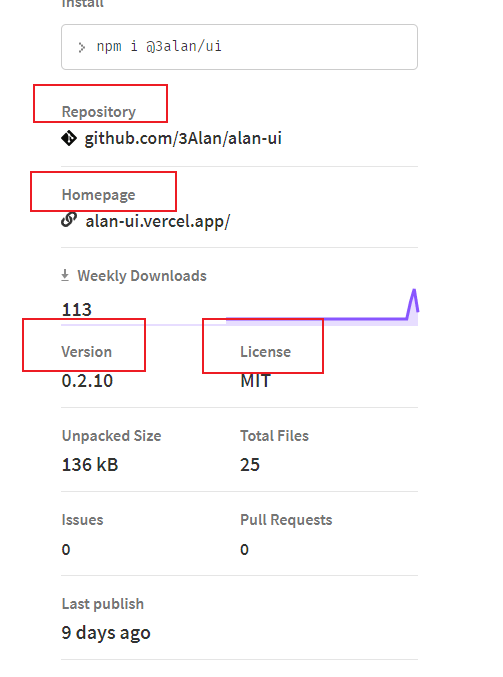 Install
> npm i @3alan/ui
Repository
github.com/3Alan/alan-ui
Homepage
alan-ui.vercel.app/
Weekly Downloads
113
Version License
0.2.10 MIT
Unpacked Size Total Files
136 kB 25
Issues Pull Requests
0 0
Last publish
9 days ago